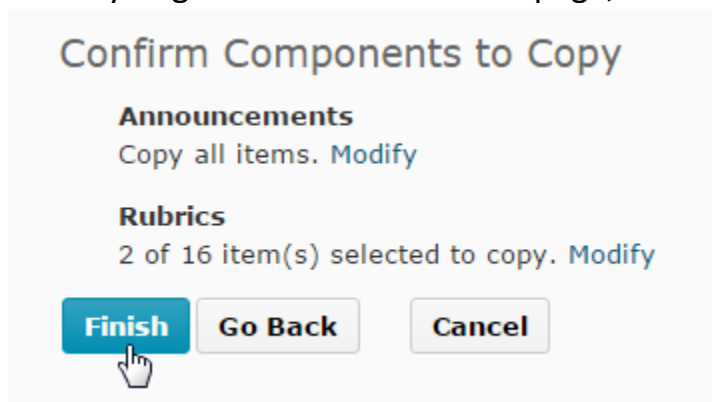 Confirm Components to Copy
Announcements
Copy all items. Modify
Rubrics
2 of 16 item(s) selected to copy. Modify
Finish Go Back Cancel